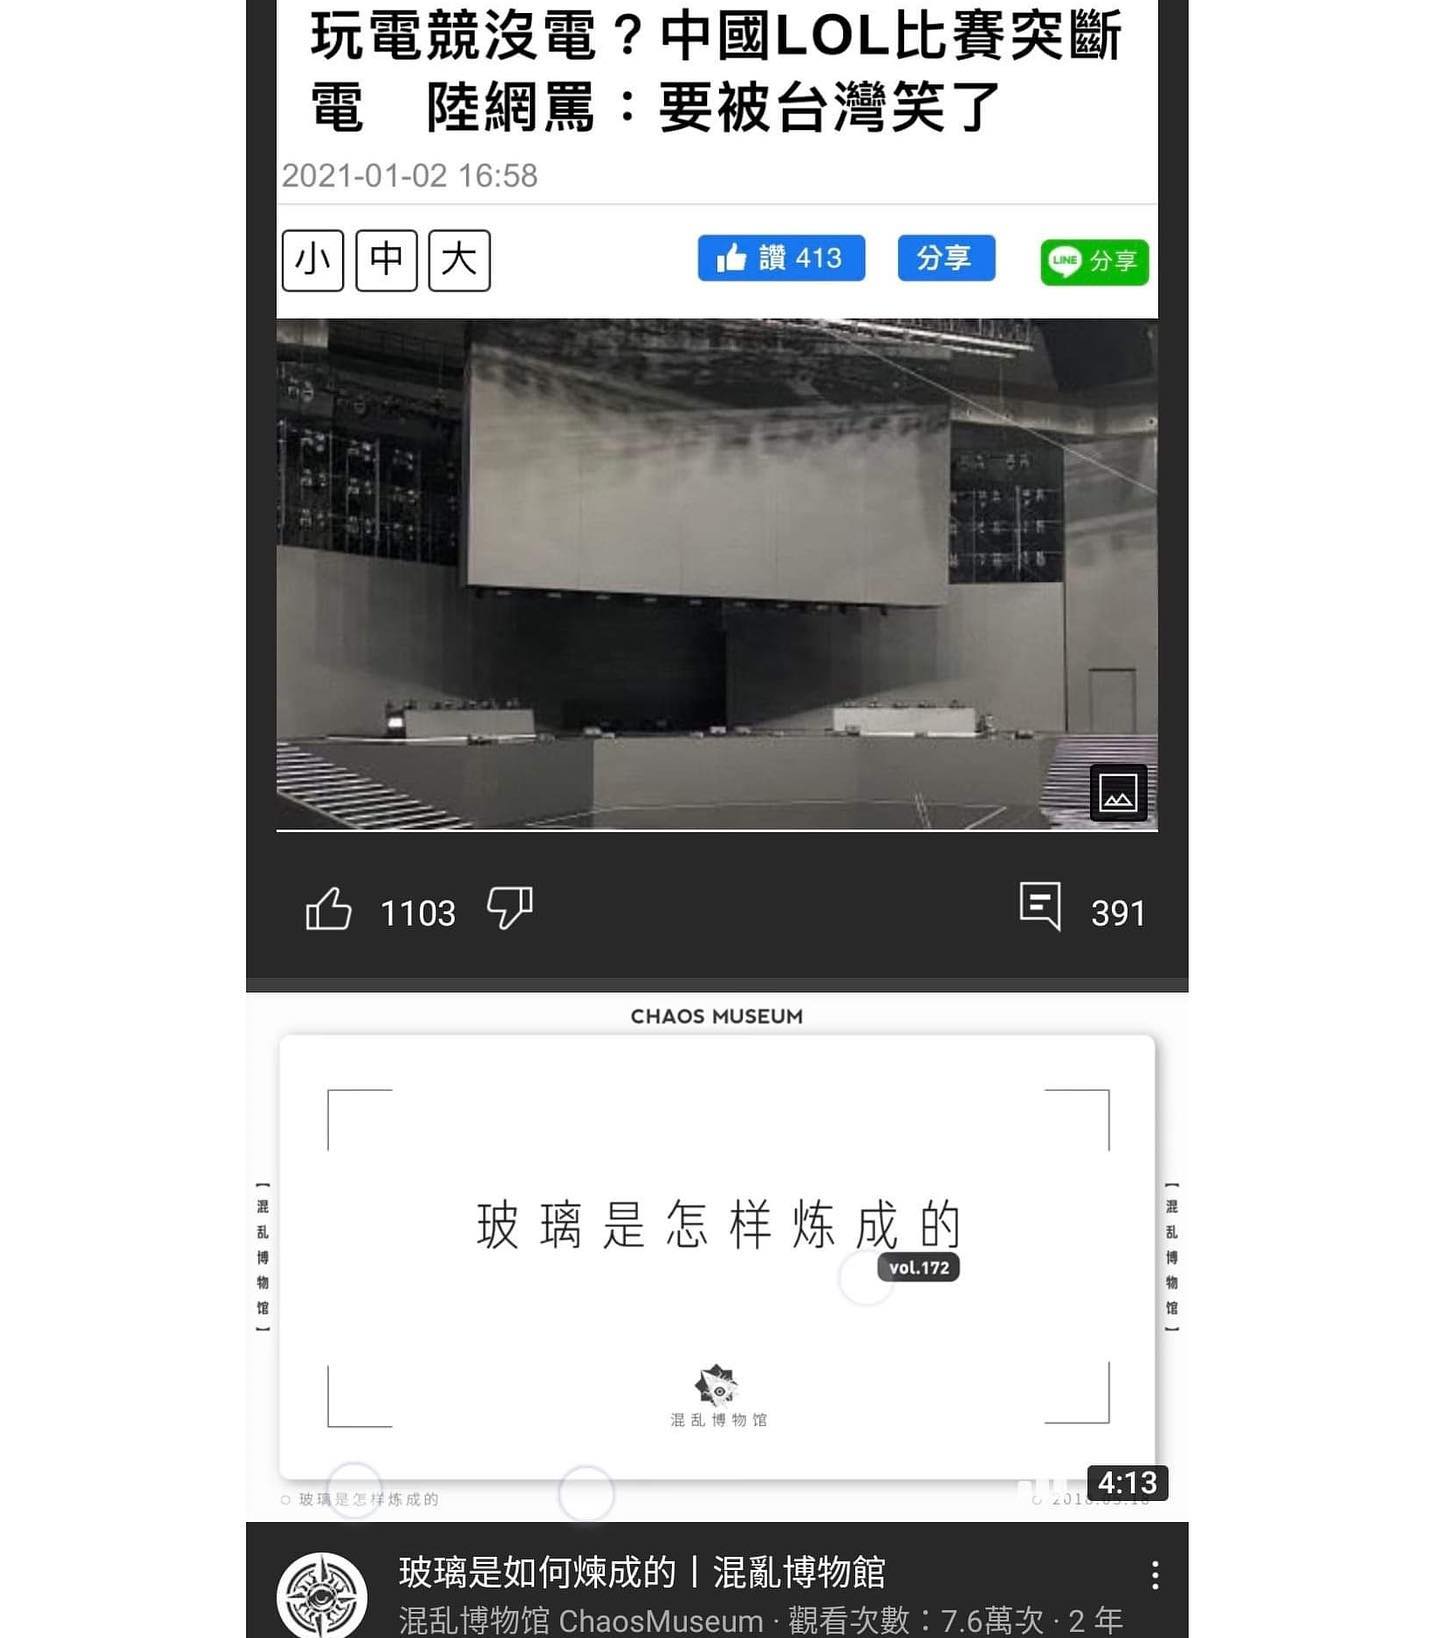 玩電競沒電？中國LOL比賽突斷
電　陸網罵：要被台灣笑了
2021-01-02 16:58
小 中 大 讚 413 分享 LINE 分享
1103 391
CHAOS MUSEUM
玻璃是怎样炼成的
vol.172
【混乱博物馆】
【混乱博物馆】
混乱博物馆
玻璃是怎样炼成的
4:13
玻璃是如何煉成的丨混亂博物館
混乱博物馆 ChaosMuseum · 觀看次數：7.6萬次 · 2 年